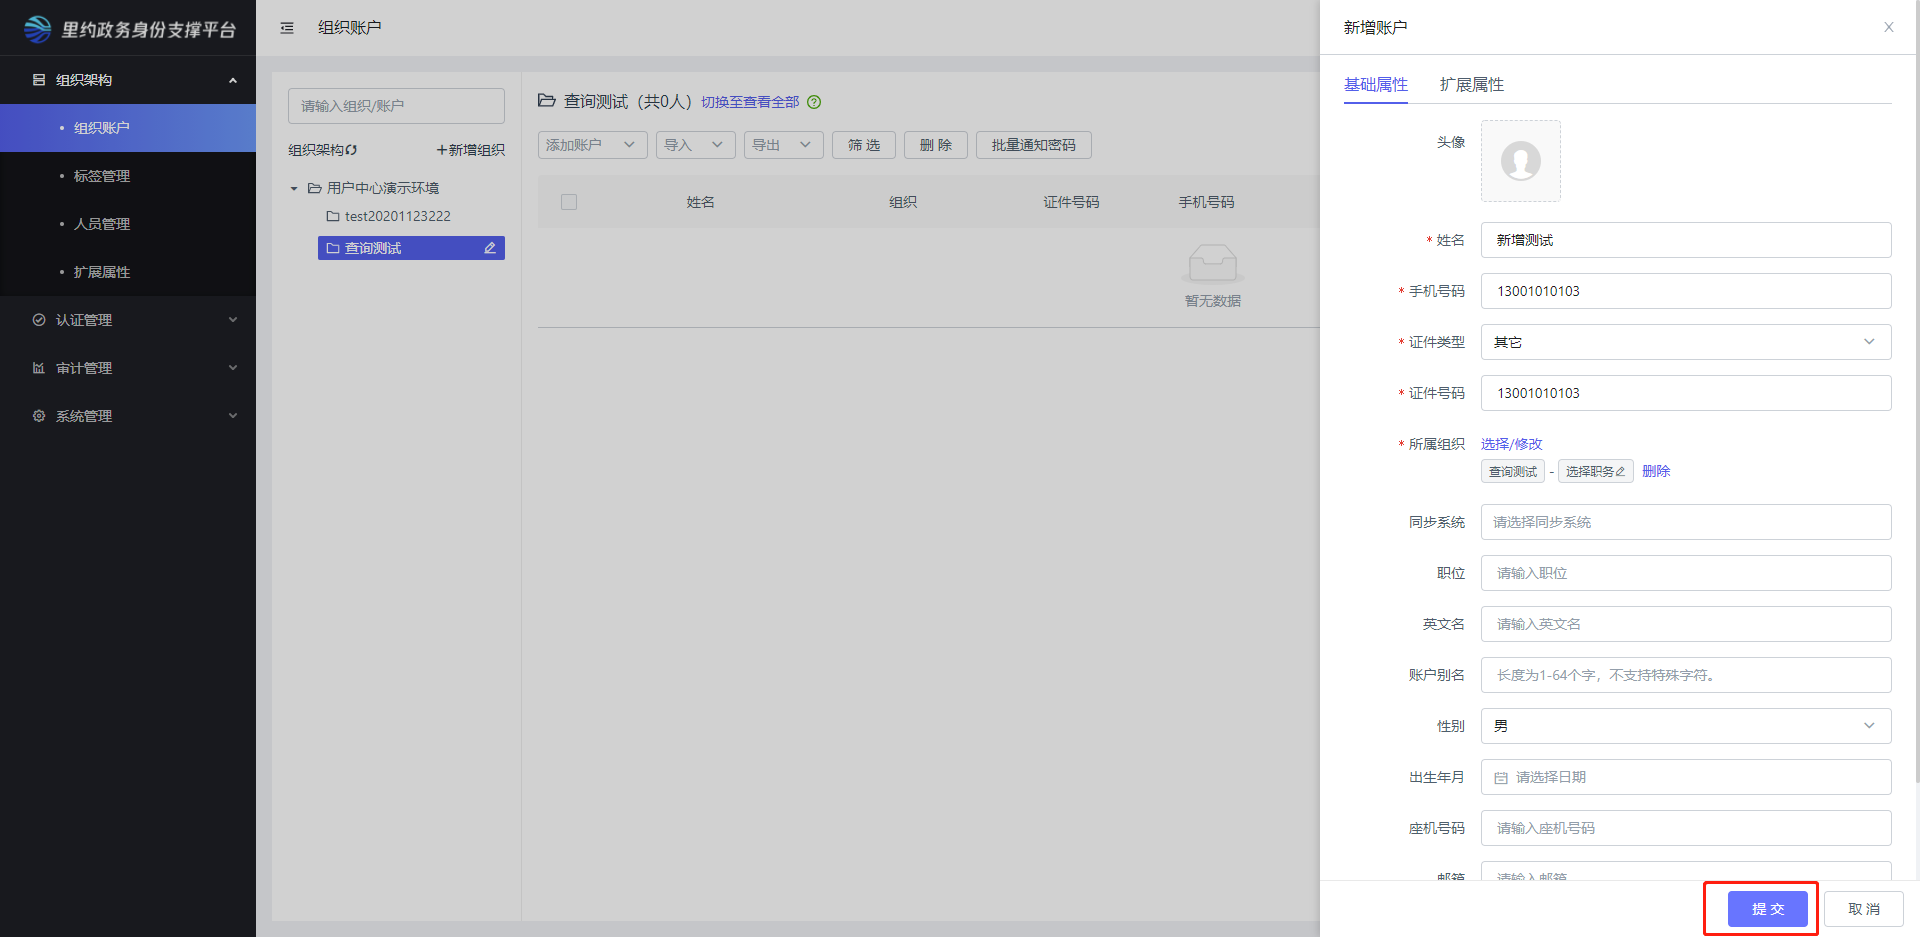 里约政务身份支撑平台
组织架构
组织账户
标签管理
人员管理
扩展属性
认证管理
审计管理
系统管理
组织账户
请输入组织/账户
组织架构
+新增组织
用户中心演示环境
test20201123222
查询测试
查询测试（共0人） 切换至查看全部
添加账户 导入 导出 筛 选 删 除 批量通知密码
姓名 组织 证件号码 手机号码
暂无数据
新增账户
基础属性 扩展属性
头像
* 姓名 新增测试
* 手机号码 13001010103
* 证件类型 其它
* 证件号码 13001010103
* 所属组织 选择/修改
查询测试 - 选择职务 删除
同步系统 请选择同步系统
职位 请输入职位
英文名 请输入英文名
账户别名 长度为1-64个字，不支持特殊字符。
性别 男
出生年月 请选择日期
座机号码 请输入座机号码
邮箱 请输入邮箱
提 交 取 消